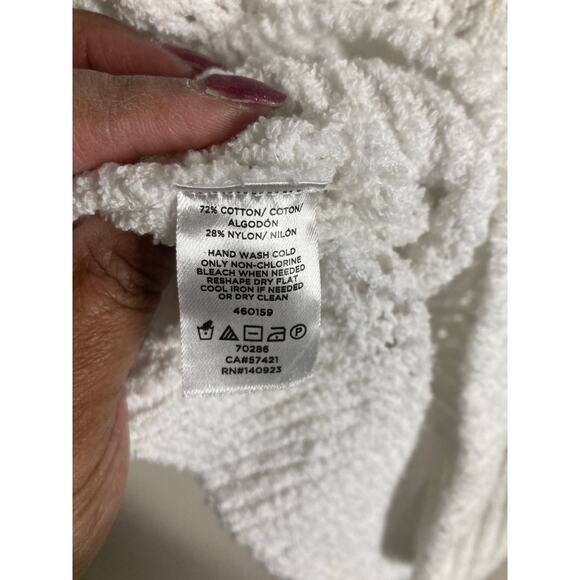 72% COTTON/ COTON/
ALGODÓN
28% NYLON/ NILÓN
HAND WASH COLD
ONLY NON-CHLORINE
BLEACH WHEN NEEDED
RESHAPE DRY FLAT
COOL IRON IF NEEDED
OR DRY CLEAN
460159
P
70286
CA#57421
RN#140923